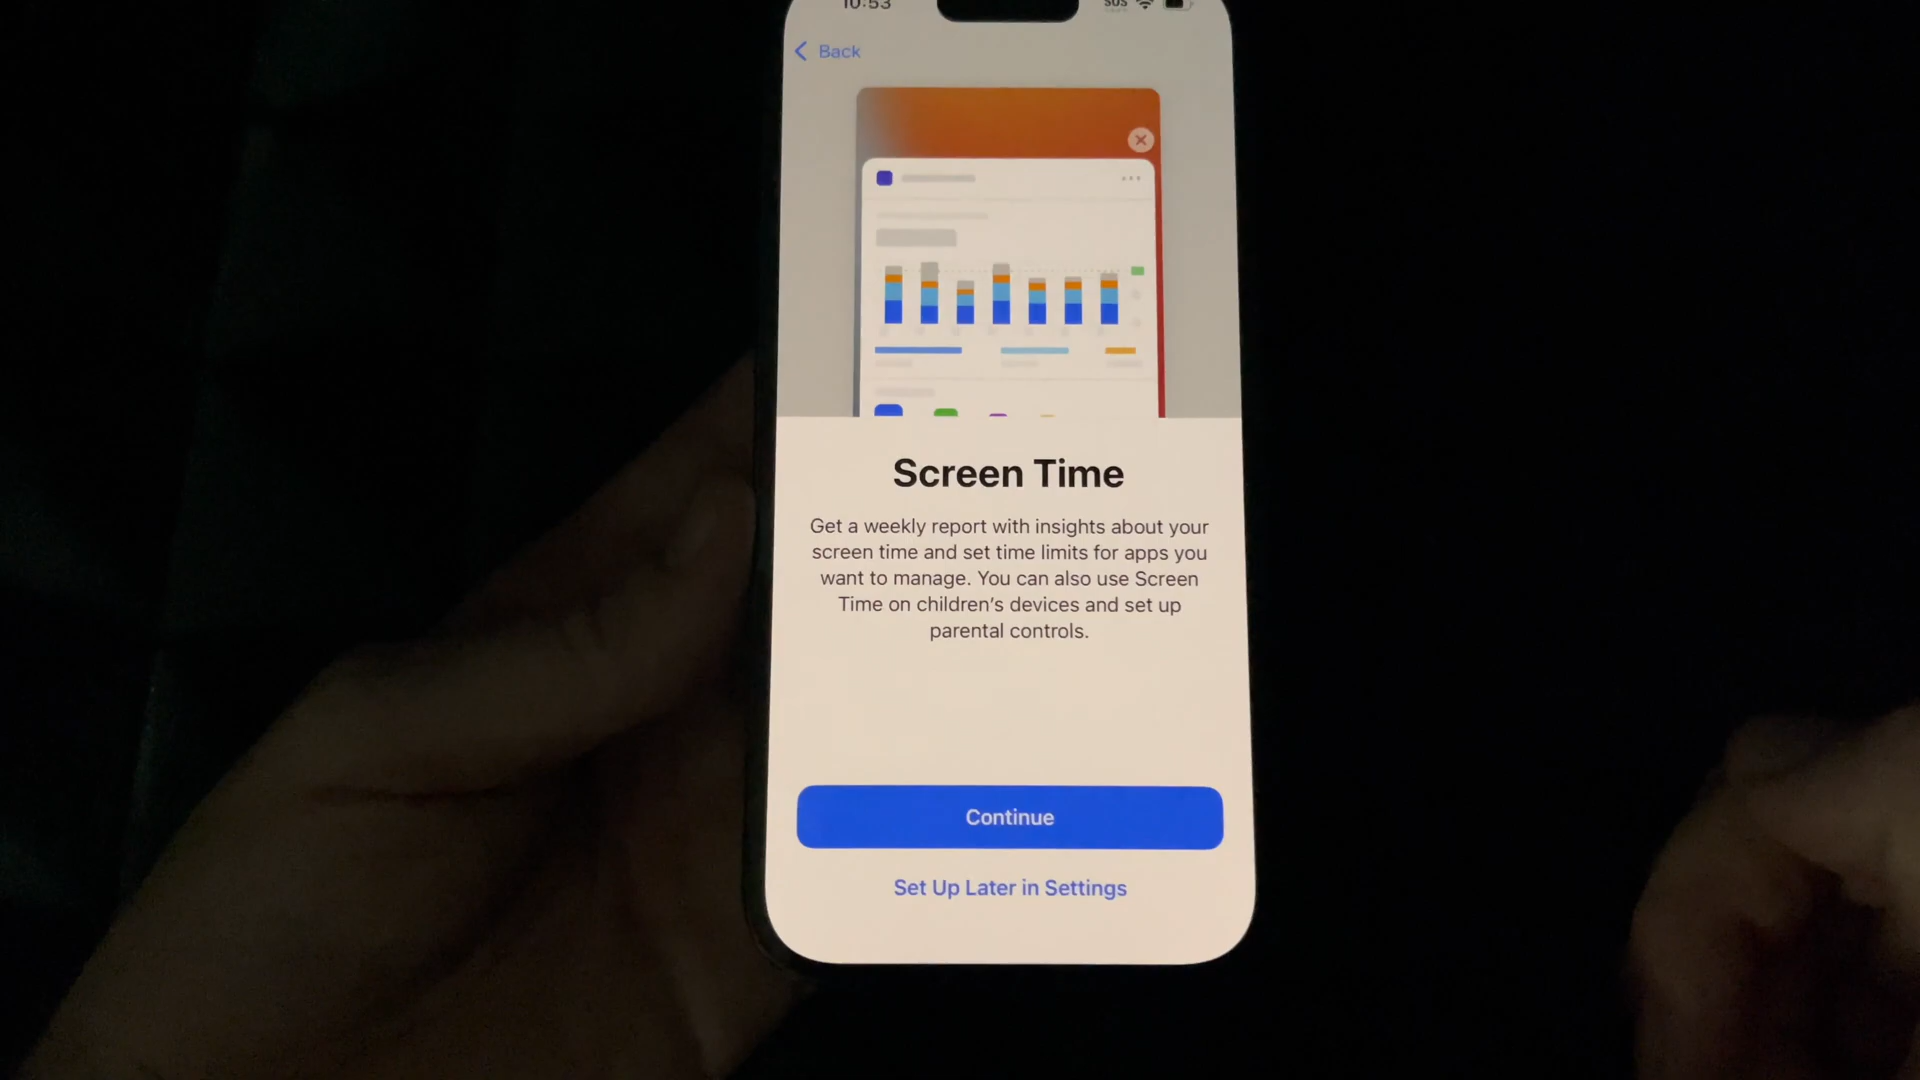 10:53
SOS
Back
Screen Time
Get a weekly report with insights about your
screen time and set time limits for apps you
want to manage. You can also use Screen
Time on children’s devices and set up
parental controls.
Continue
Set Up Later in Settings